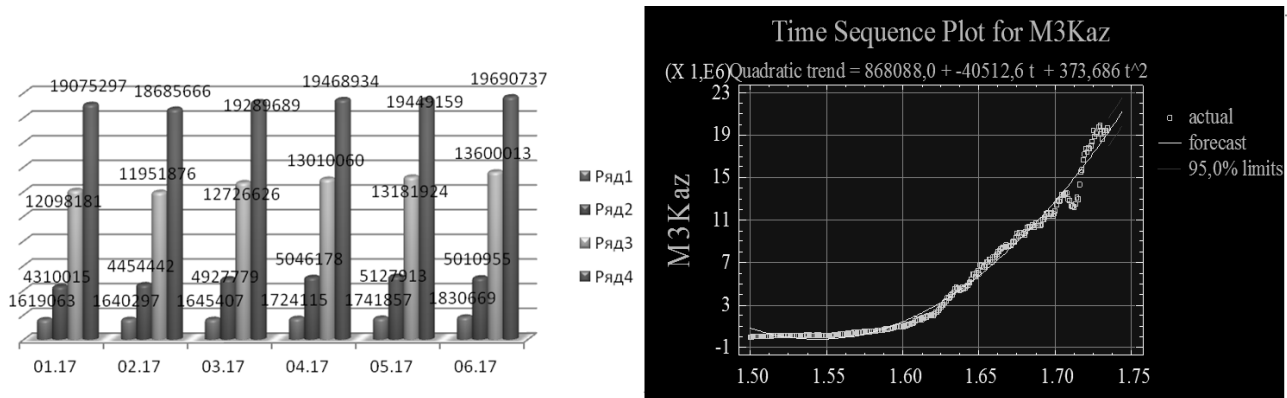 19075297 18685666 19289689 19468934 19449159 19690737
12098181 11951876 12726626 13010060 13181924 13600013
4310015 4454442 4927779 5046178 5127913 5010955
1619063 1640297 1645407 1724115 1741857 1830669
01.17 02.17 03.17 04.17 05.17 06.17
Ряд1
Ряд2
Ряд3
Ряд4
Time Sequence Plot for M3Kaz
(X 1,E6) Quadratic trend = 868088,0 + -40512,6 t + 373,686 t^2
23
19
15
11
7
3
-1
M3Kaz
1.50 1.55 1.60 1.65 1.70 1.75
actual
forecast
95,0% limits